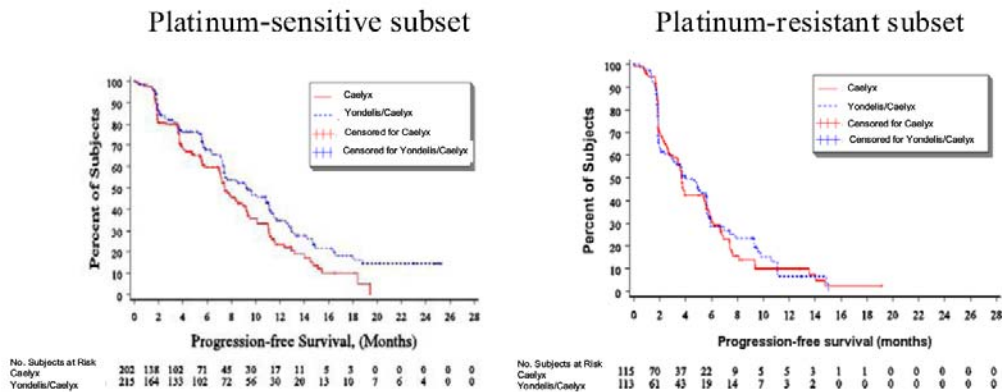 Platinum-sensitive subset
100
90
80
70
60
50
40
30
20
10
0
Percent of Subjects
Caelyx
Yondelis/Caelyx
Censored for Caelyx
Censored for Yondelis/Caelyx
0 2 4 6 8 10 12 14 16 18 20 22 24 26 28
Progression-free Survival, (Months)
No. Subjects at Risk
Caelyx 202 138 102 71 45 30 17 11 5 3 0 0 0 0 0
Yondelis/Caelyx 215 164 133 102 72 56 30 20 13 10 7 6 4 0 0
Platinum-resistant subset
100
90
80
70
60
50
40
30
20
10
0
Percent of Subjects
Caelyx
Yondelis/Caelyx
Censored for Caelyx
Censored for Yondelis/Caelyx
0 2 4 6 8 10 12 14 16 18 20 22 24 26 28
Progression-free survival (months)
No. Subjects at Risk
Caelyx 115 70 37 22 9 5 5 3 1 1 0 0 0 0 0
Yondelis/Caelyx 113 61 43 19 14 7 3 2 0 0 0 0 0 0 0